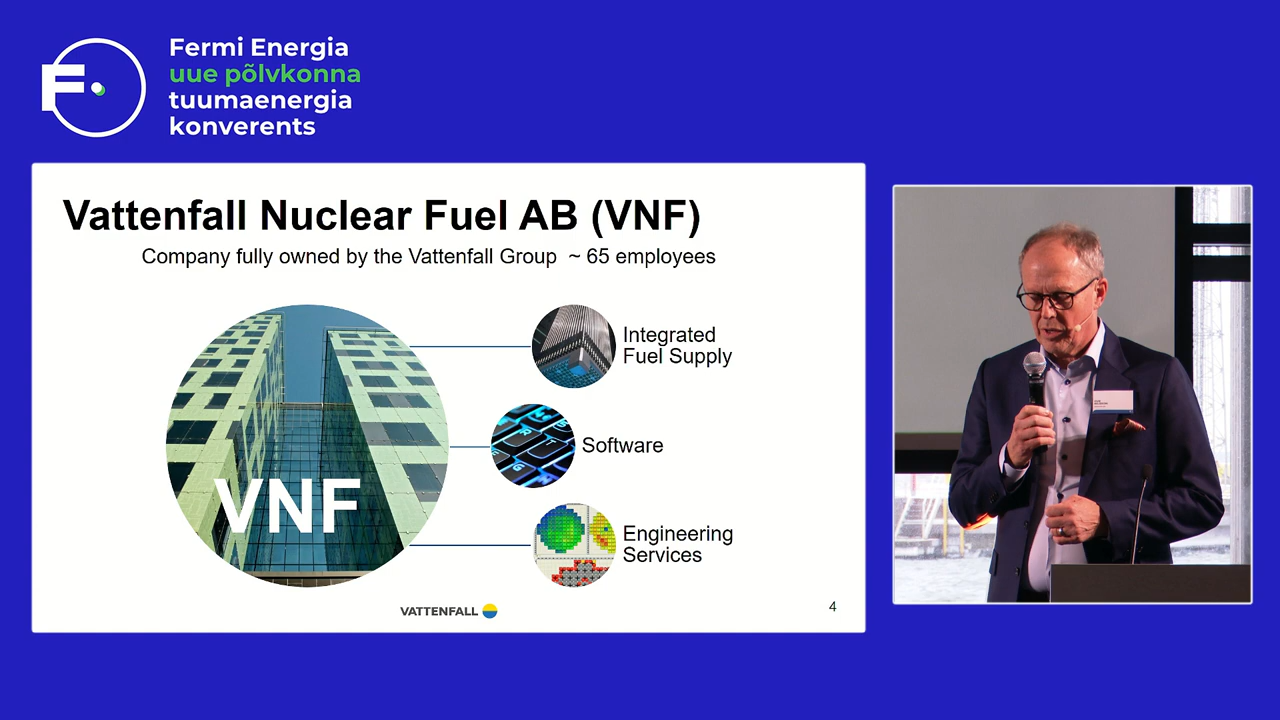 Fermi Energia
uue põlvkonna
tuumaenergia
konverents
Vattenfall Nuclear Fuel AB (VNF)
Company fully owned by the Vattenfall Group ~ 65 employees
VNF
Integrated
Fuel Supply
Software
Engineering
Services
VATTENFALL
4